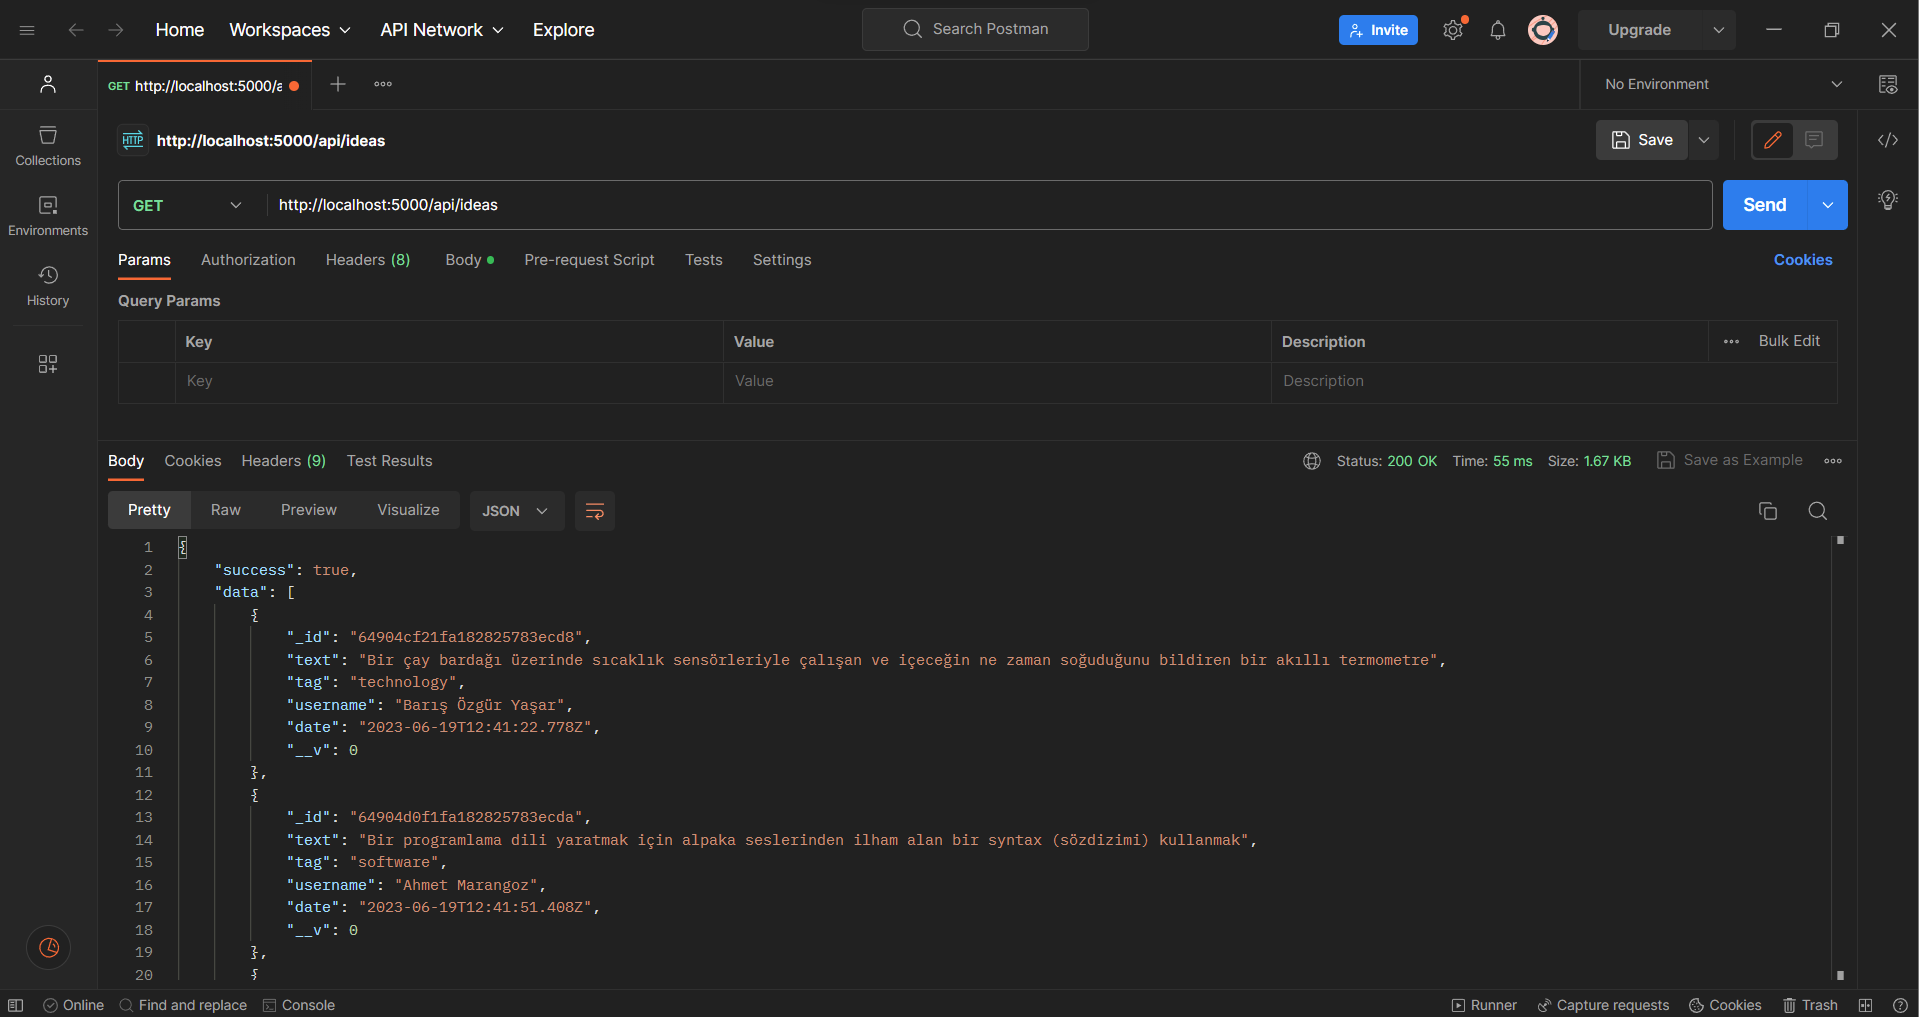 Home Workspaces API Network Explore Search Postman Invite Upgrade
GET http://localhost:5000/a No Environment
HTTP http://localhost:5000/api/ideas Save
Collections
Environments
History
GET http://localhost:5000/api/ideas Send
Params Authorization Headers (8) Body Pre-request Script Tests Settings Cookies
Query Params
Key Value Description Bulk Edit
Key Value Description
Body Cookies Headers (9) Test Results Status: 200 OK Time: 55 ms Size: 1.67 KB Save as Example
Pretty Raw Preview Visualize JSON
1 {
2 "success": true,
3 "data": [
4 {
5 "_id": "64904cf21fa182825783ecd8",
6 "text": "Bir çay bardağı üzerinde sıcaklık sensörleriyle çalışan ve içeceğin ne zaman soğuduğunu bildiren bir akıllı termometre",
7 "tag": "technology",
8 "username": "Barış Özgür Yaşar",
9 "date": "2023-06-19T12:41:22.778Z",
10 "__v": 0
11 },
12 {
13 "_id": "64904d0f1fa182825783ecda",
14 "text": "Bir programlama dili yaratmak için alpaka seslerinden ilham alan bir syntax (sözdizimi) kullanmak",
15 "tag": "software",
16 "username": "Ahmet Marangoz",
17 "date": "2023-06-19T12:41:51.408Z",
18 "__v": 0
19 },
20 {
Online Find and replace Console Runner Capture requests Cookies Trash